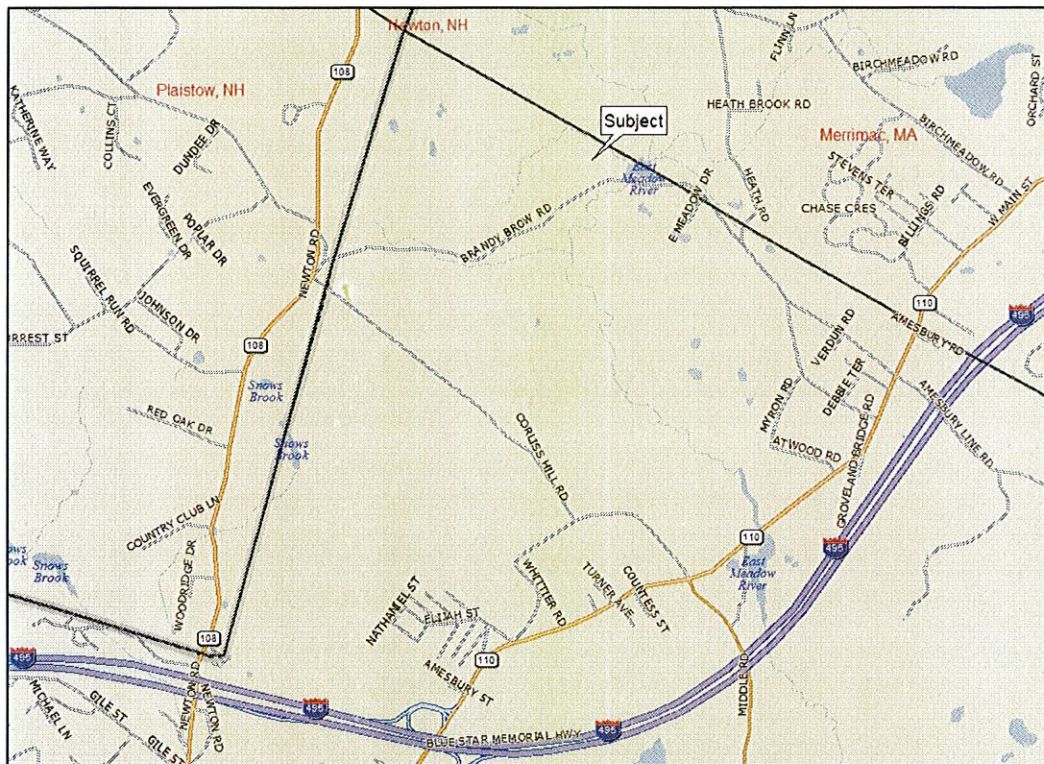 Newton, NH
FLINN LN
BIRCHMEADOW RD
108
Plaistow, NH
KATHERINE WAY
COLLINS CT
DUNDEE DR
Subject
HEATH BROOK RD
ORCHARD ST
Merrimac, MA
BIRCHMEADOW RD
STEVENS TER
East
Meadow
River
E MEADOW DR
HEATH RD
W MAIN ST
CHASE CRES
BILLINGS RD
EVERGREEN DR
POPLAR DR
BRANDY BROW RD
NEWTON RD
SQUIRREL RUN RD
JOHNSON DR
110
495
AMESBURY RD
VERDUN RD
ORREST ST
108
DEBBIE TER
MYRON RD
Snows
Brook
AMESBURY LINE RD
RED OAK DR
Snows
Brook
CORLISS HILL RD
ATWOOD RD
GROVELAND BRIDGE RD
COUNTRY CLUB LN
110
495
ows
ok
Snows
Brook
WOODRIDGE DR
East
Meadow
River
WHITTIER RD
TURNER AVE
COUNTESS ST
NATHANIEL ST
ELIJAH ST
108
495
110
AMESBURY ST
MIDDLE RD
NEWTON RD
NEWTON RD
MICHAEL LN
GILE ST
GILE ST
495
495
BLUE STAR MEMORIAL HWY